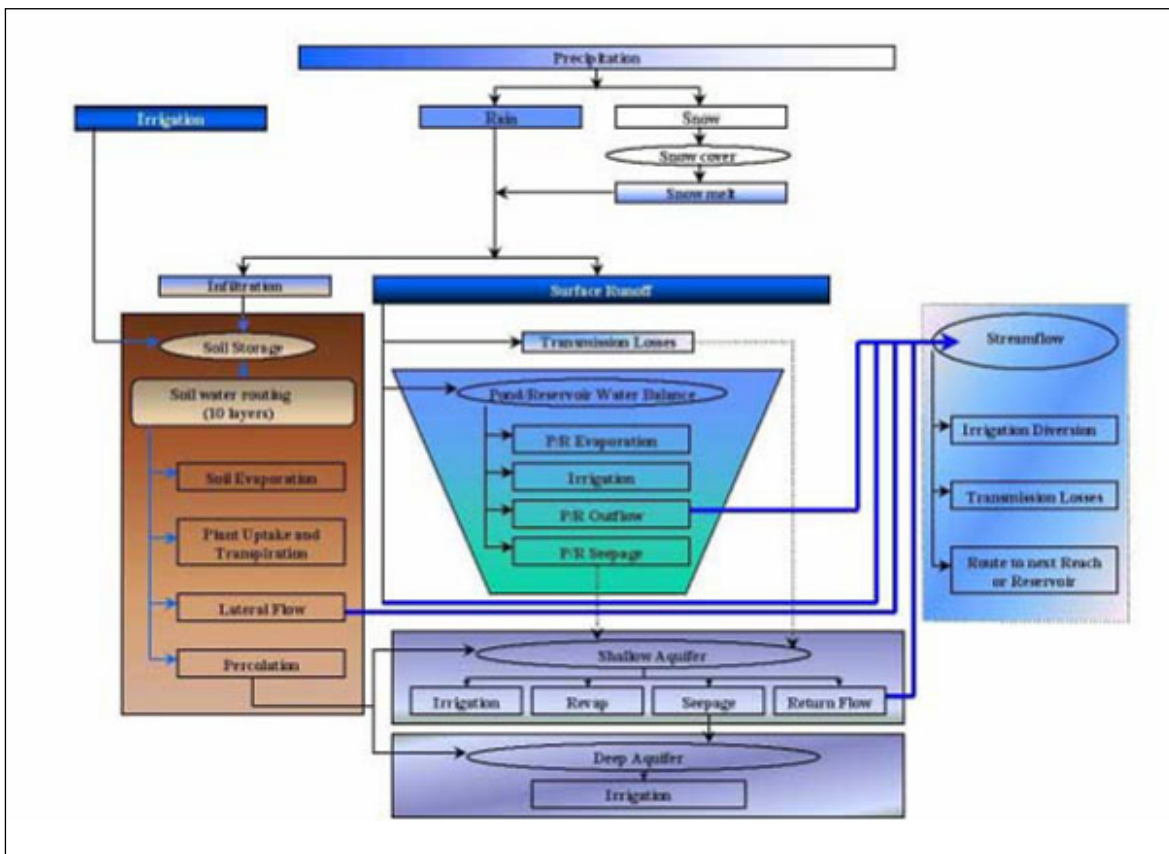 Precipitation
Irrigation
Rain
Snow
Snow cover
Snow melt
Infiltration
Surface Runoff
Soil Storage
Transmission Losses
Streamflow
Soil water routing
(10 layers)
Pond/Reservoir Water Balance
P/R Evaporation
Irrigation
P/R Outflow
P/R Seepage
Irrigation Diversion
Transmission Losses
Route to next Reach
or Reservoir
Soil Evaporation
Plant Uptake and
Transpiration
Lateral Flow
Percolation
Shallow Aquifer
Irrigation
Revap
Seepage
Return Flow
Deep Aquifer
Irrigation